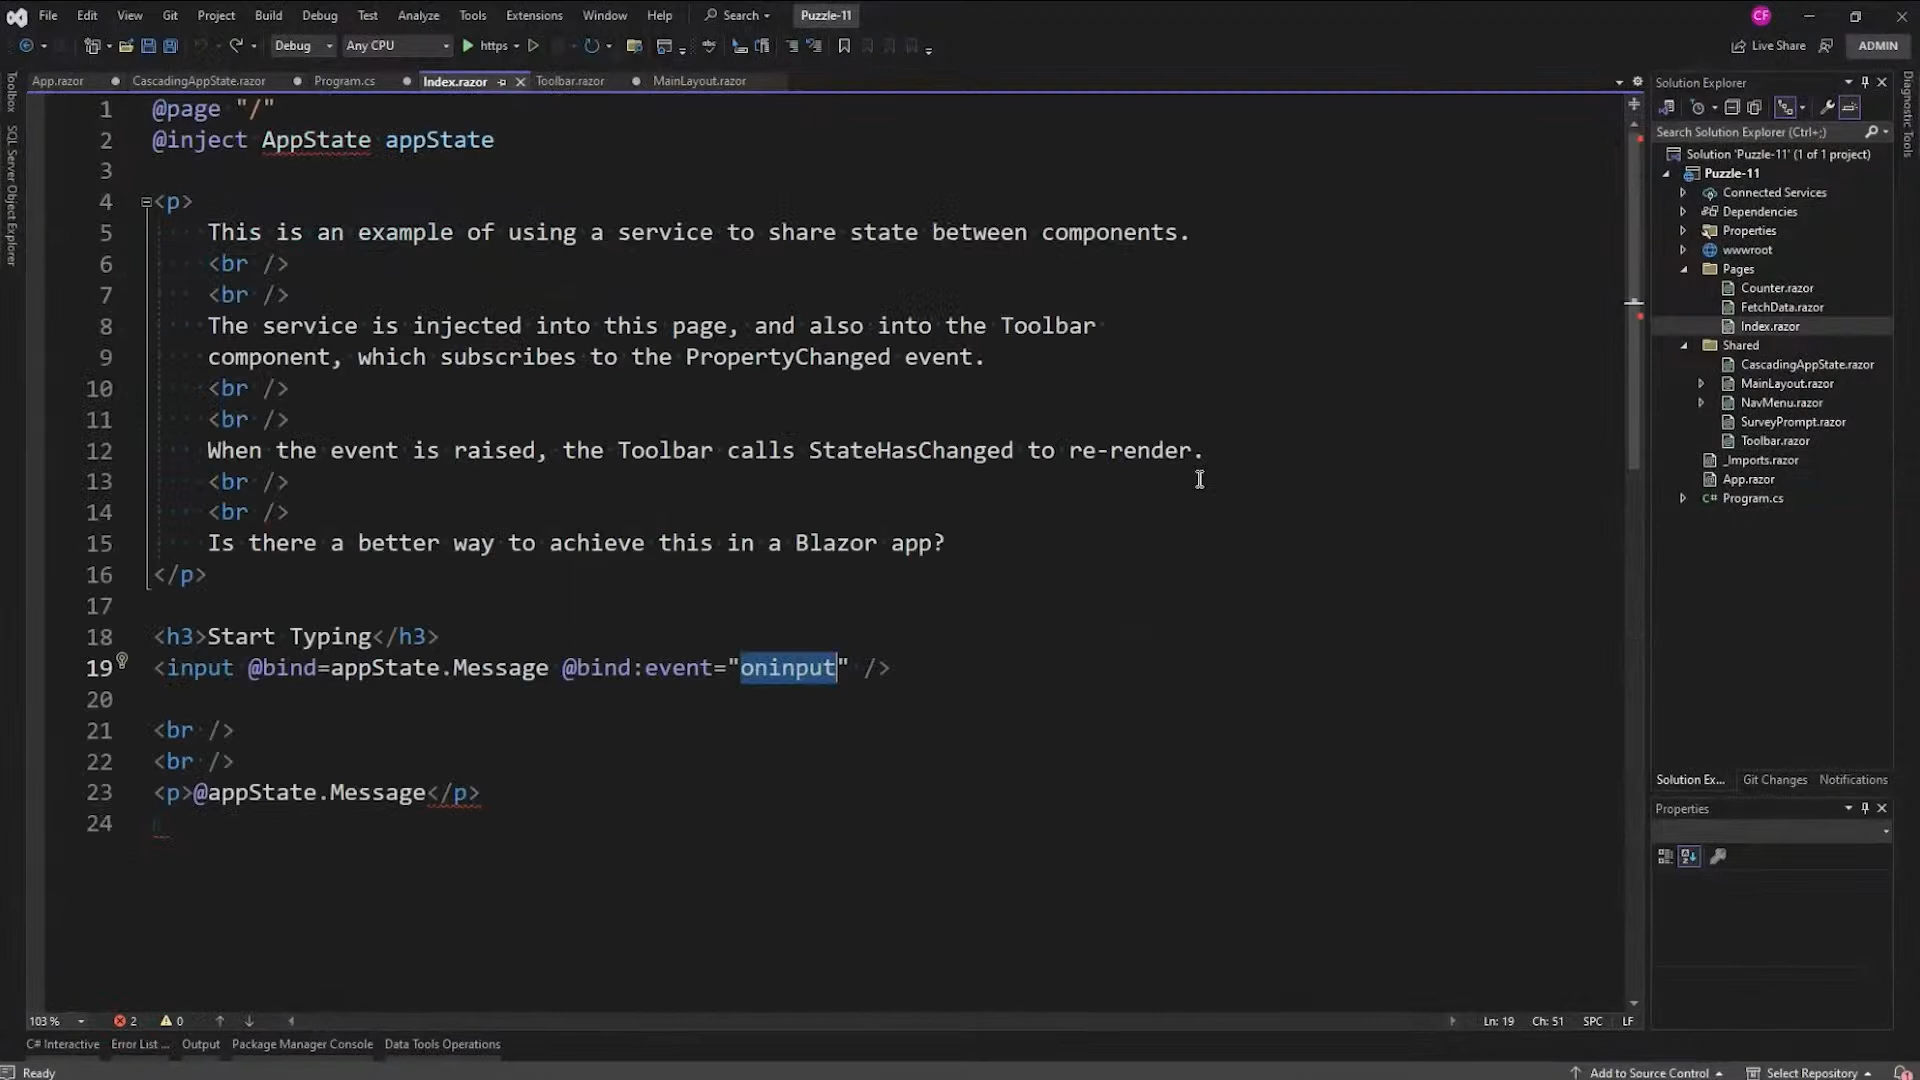 File Edit View Git Project Build Debug Test Analyze Tools Extensions Window Help Search Puzzle-11 CF
Debug Any CPU https Live Share ADMIN
App.razor CascadingAppState.razor Program.cs Index.razor Toolbar.razor MainLayout.razor
Toolbox
SQL Server Object Explorer
1 @page "/"
2 @inject AppState appState
3
4 <p>
5 This is an example of using a service to share state between components.
6 <br />
7 <br />
8 The service is injected into this page, and also into the Toolbar
9 component, which subscribes to the PropertyChanged event.
10 <br />
11 <br />
12 When the event is raised, the Toolbar calls StateHasChanged to re-render.
13 <br />
14 <br />
15 Is there a better way to achieve this in a Blazor app?
16 </p>
17
18 <h3>Start Typing</h3>
19 <input @bind=appState.Message @bind:event="oninput" />
20
21 <br />
22 <br />
23 <p>@appState.Message</p>
24
103 % 2 0 Ln: 19 Ch: 51 SPC LF
C# Interactive Error List ... Output Package Manager Console Data Tools Operations
Ready Add to Source Control Select Repository 1
Solution Explorer
Search Solution Explorer (Ctrl+;)
Solution 'Puzzle-11' (1 of 1 project)
Puzzle-11
Connected Services
Dependencies
Properties
wwwroot
Pages
Counter.razor
FetchData.razor
Index.razor
Shared
CascadingAppState.razor
MainLayout.razor
NavMenu.razor
SurveyPrompt.razor
Toolbar.razor
_Imports.razor
App.razor
C# Program.cs
Solution Ex... Git Changes Notifications
Properties
Diagnostic Tools